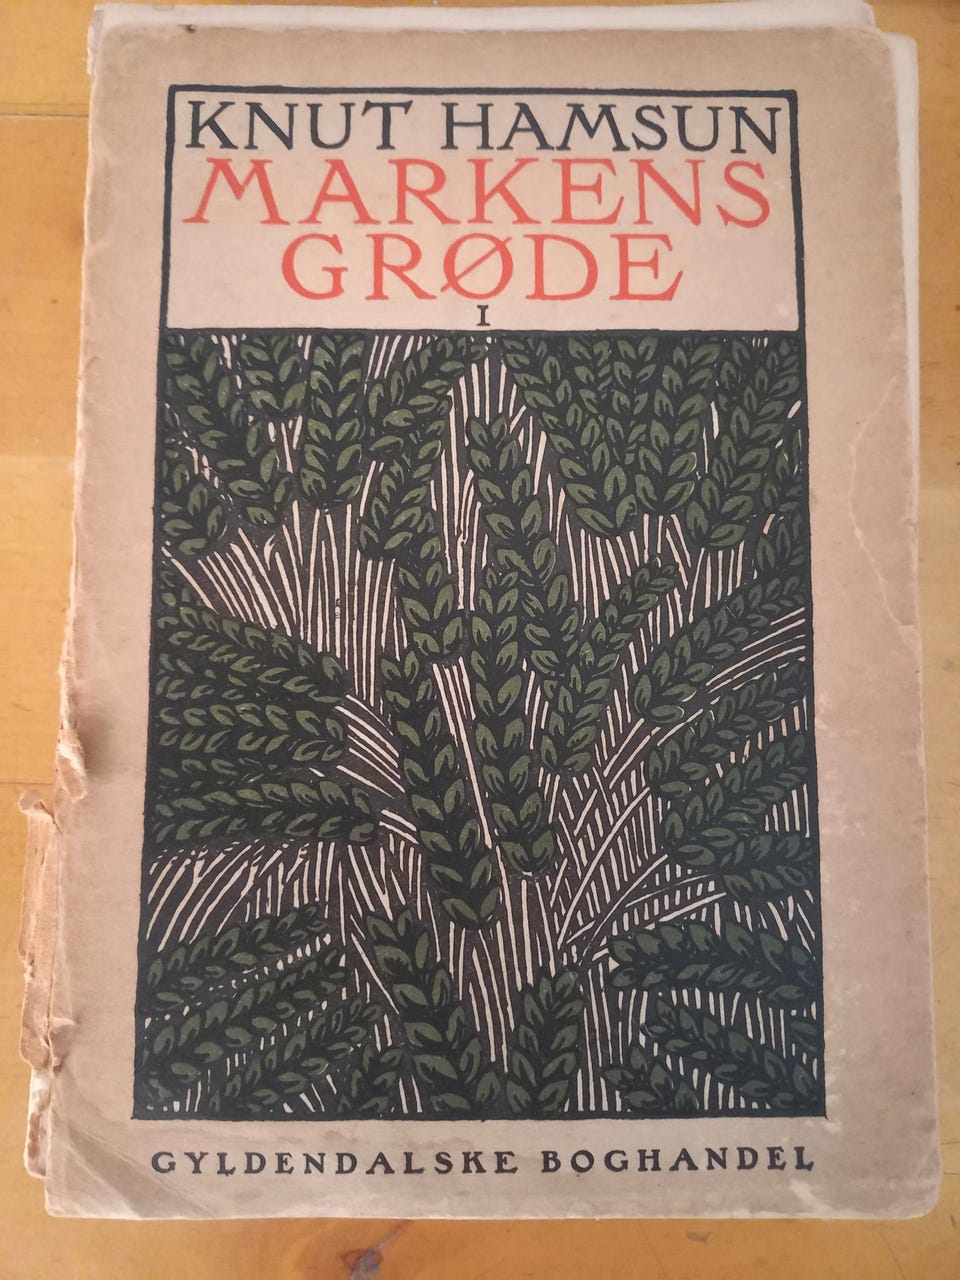 KNUT HAMSUN
MARKENS
GRØDE
I
GYLDENDALSKE BOGHANDEL